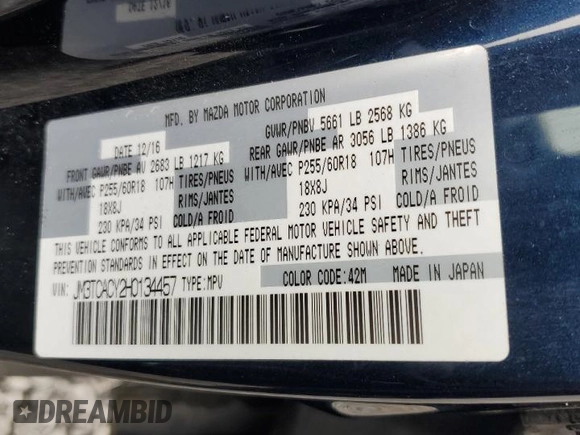 MFD. BY MAZDA MOTOR CORPORATION
DATE 12/16
GVWR/PNBV 5661 LB 2568 KG
FRONT GAWR/PNBE AV 2683 LB 1217 KG
REAR GAWR/PNBE AR 3056 LB 1386 KG
WITH/AVEC P255/60R18 107H TIRES/PNEUS
WITH/AVEC P255/60R18 107H TIRES/PNEUS
18X8J RIMS/JANTES
18X8J RIMS/JANTES
230 KPA/34 PSI COLD/A FROID
230 KPA/34 PSI COLD/A FROID
THIS VEHICLE CONFORMS TO ALL APPLICABLE FEDERAL MOTOR VEHICLE SAFETY AND THEFT
PREVENTION STANDARDS IN EFFECT ON THE DATE OF MANUFACTURE SHOWN ABOVE.
VIN: JM3TCACY2H0134457 TYPE:MPV
COLOR CODE:42M MADE IN JAPAN
DREAMBID